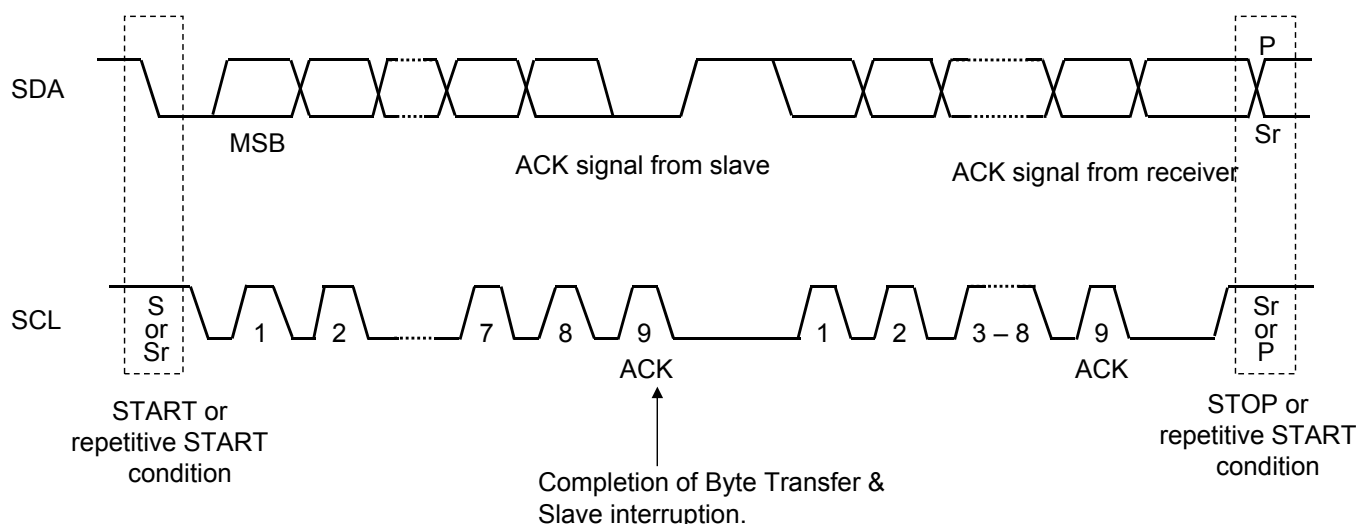 P
SDA
MSB
Sr
ACK signal from slave
ACK signal from receiver
SCL
S
or
Sr
1
2
7
8
9
1
2
3 – 8
9
Sr
or
P
ACK
ACK
START or
repetitive START
condition
STOP or
repetitive START
condition
Completion of Byte Transfer &
Slave interruption.